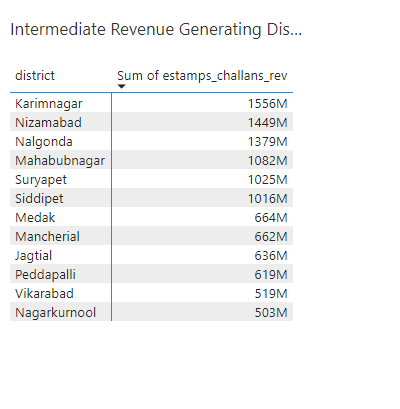 Intermediate Revenue Generating Dis...
district Sum of estamps_challans_rev
Karimnagar 1556M
Nizamabad 1449M
Nalgonda 1379M
Mahabubnagar 1082M
Suryapet 1025M
Siddipet 1016M
Medak 664M
Mancherial 662M
Jagtial 636M
Peddapalli 619M
Vikarabad 519M
Nagarkurnool 503M